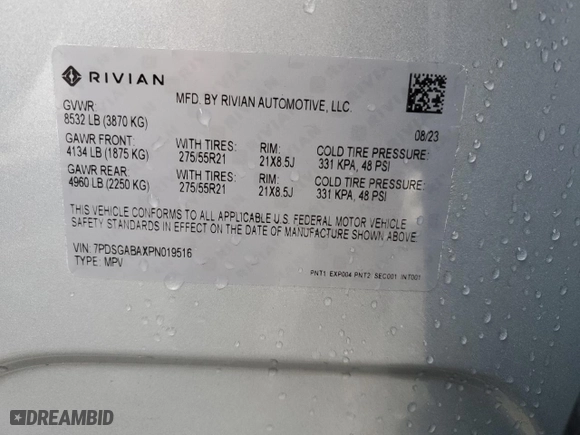 RIVIAN
MFD. BY RIVIAN AUTOMOTIVE, LLC.
08/23
GVWR:
8532 LB (3870 KG)
GAWR FRONT: WITH TIRES: RIM: COLD TIRE PRESSURE:
4134 LB (1875 KG) 275/55R21 21X8.5J 331 KPA, 48 PSI
GAWR REAR: WITH TIRES: RIM: COLD TIRE PRESSURE:
4960 LB (2250 KG) 275/55R21 21X8.5J 331 KPA, 48 PSI
THIS VEHICLE CONFORMS TO ALL APPLICABLE U.S. FEDERAL MOTOR VEHICLE
SAFETY STANDARDS IN EFFECT ON THE DATE OF MANUFACTURE SHOWN ABOVE.
VIN: 7PDSGABAXPN019516
TYPE: MPV
PNT1: EXP004 PNT2: SEC001 INT001
DREAMBID